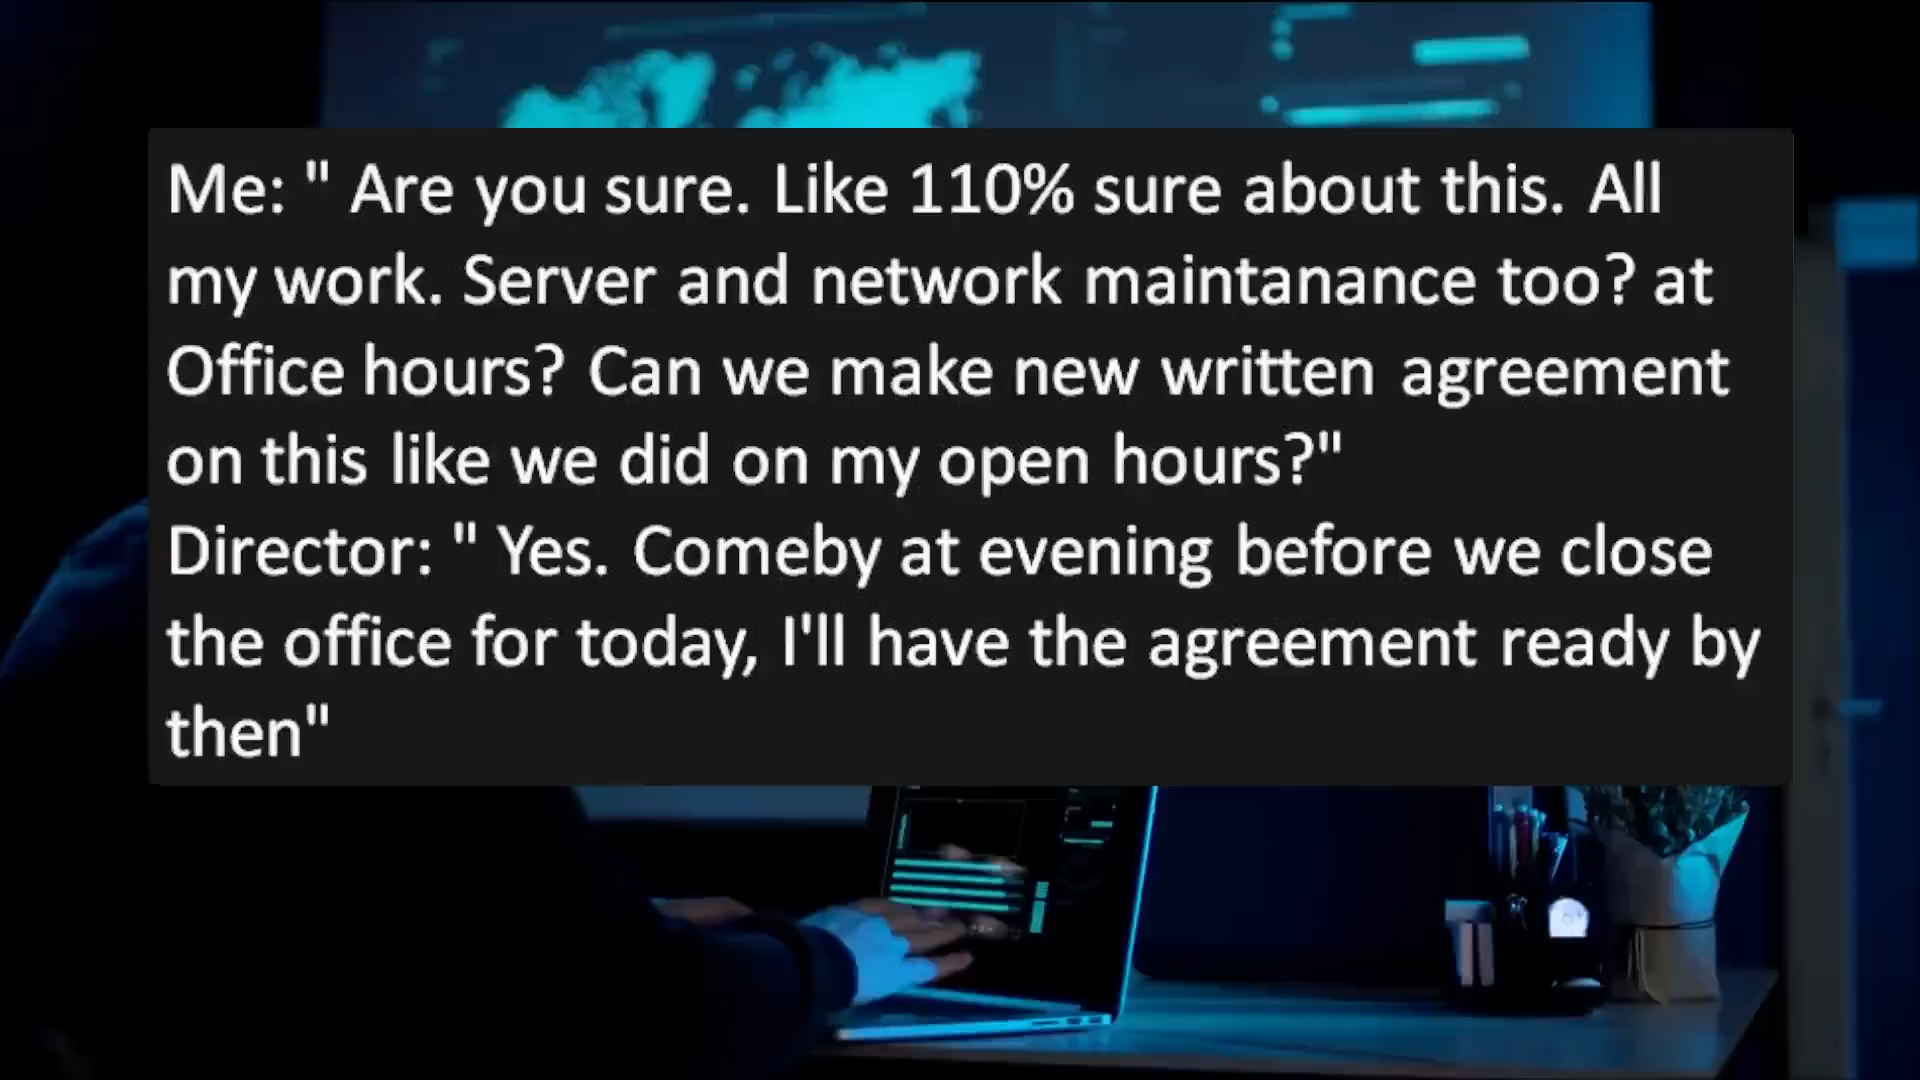 Me: " Are you sure. Like 110% sure about this. All
my work. Server and network maintanance too? at
Office hours? Can we make new written agreement
on this like we did on my open hours?"
Director: " Yes. Comeby at evening before we close
the office for today, I'll have the agreement ready by
then"